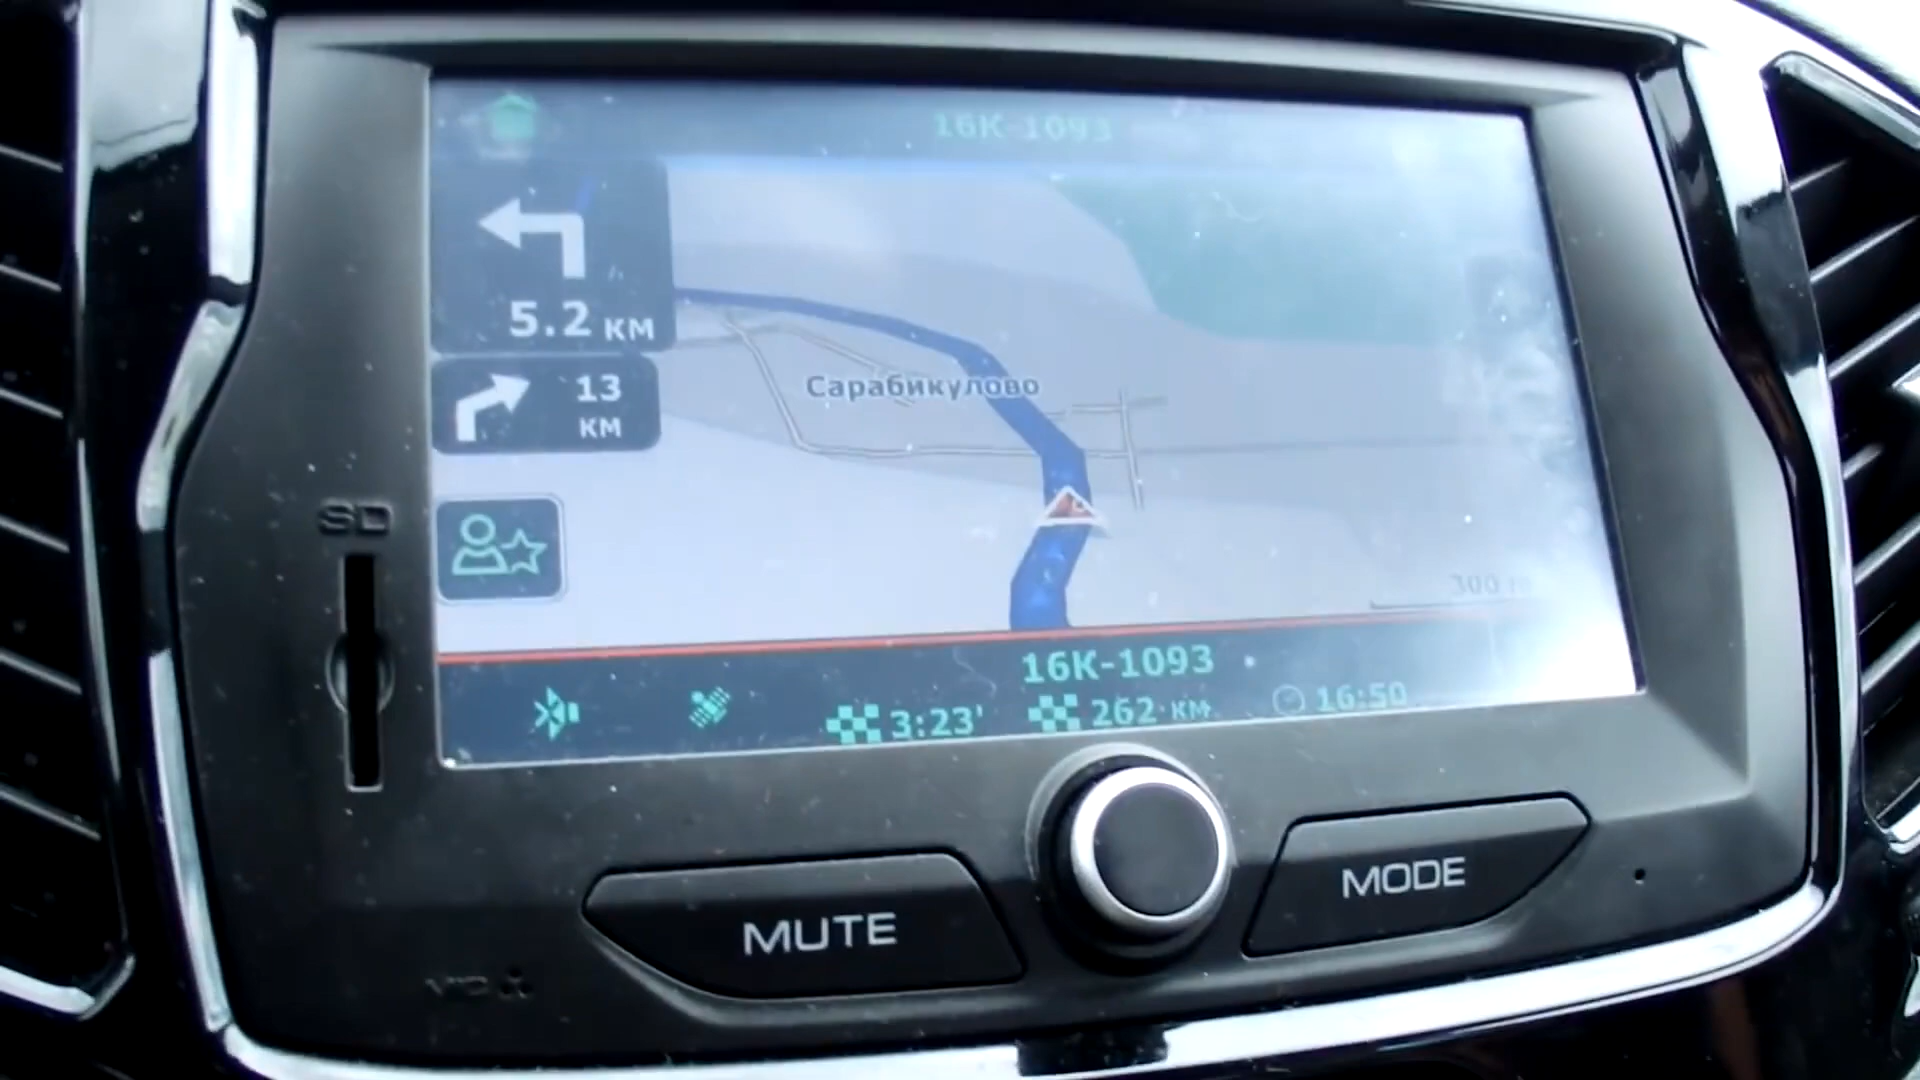 16К-1093
5.2 км
13
км
Сарабикулово
SD
300
16К-1093
3:23'
262 км
16:50
MUTE
MODE